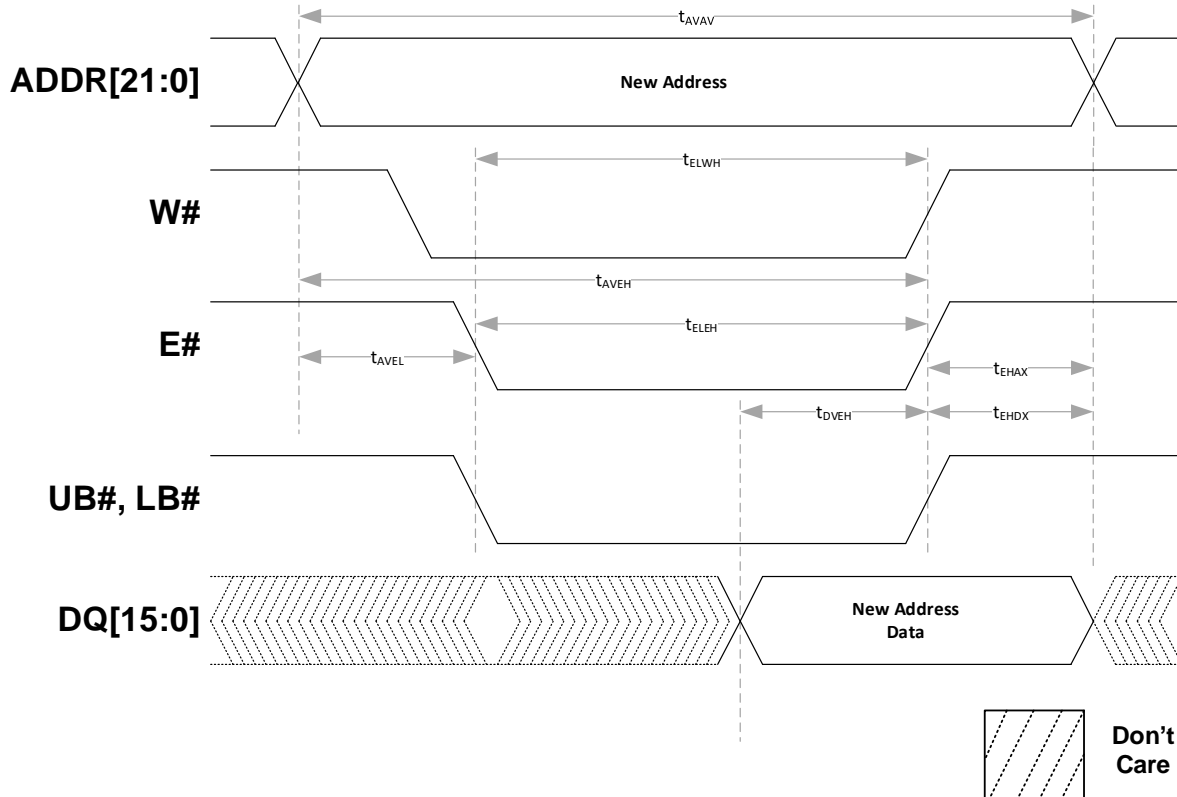 tAVAV
ADDR[21:0]
New Address
tELWH
W#
tAVEH
tELEH
E#
tAVEL
tEHAX
tDVEH
tEHDX
UB#, LB#
DQ[15:0]
New Address
Data
Don't
Care